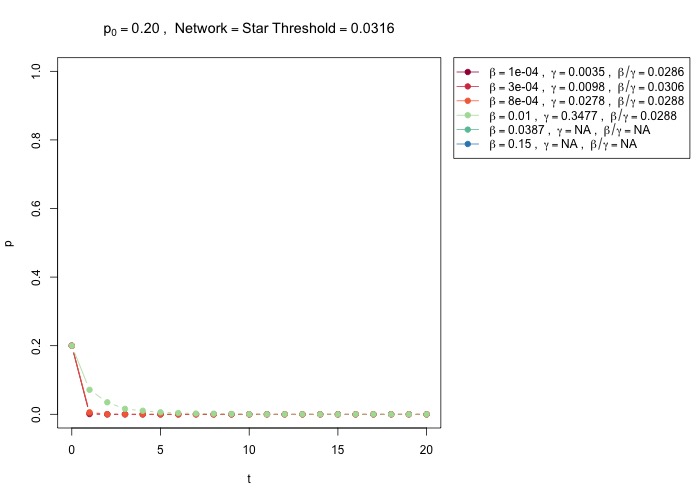 p₀ = 0.20 , Network = Star Threshold = 0.0316
β = 1e-04 , γ = 0.0035 , β/γ = 0.0286
β = 3e-04 , γ = 0.0098 , β/γ = 0.0306
β = 8e-04 , γ = 0.0278 , β/γ = 0.0288
β = 0.01 , γ = 0.3477 , β/γ = 0.0288
β = 0.0387 , γ = NA , β/γ = NA
β = 0.15 , γ = NA , β/γ = NA
1.0
0.8
0.6
p
0.4
0.2
0.0
0 5 10 15 20
t